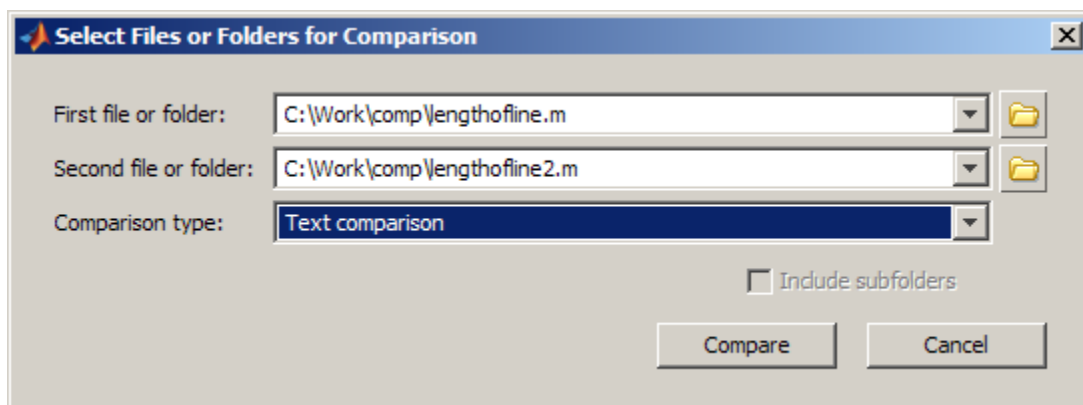 Select Files or Folders for Comparison
First file or folder: C:\Work\comp\lengthofline.m
Second file or folder: C:\Work\comp\lengthofline2.m
Comparison type: Text comparison
Include subfolders
Compare Cancel